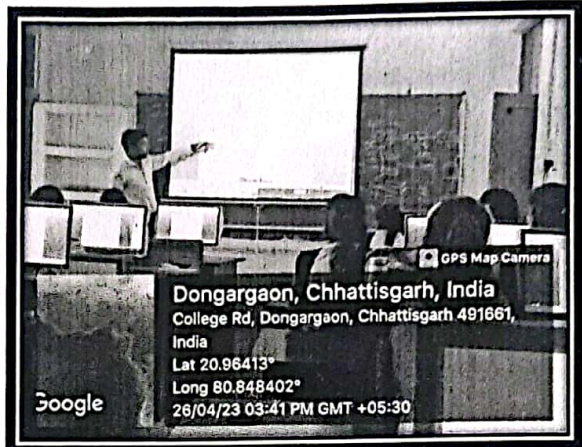 GPS Map Camera
Dongargaon, Chhattisgarh, India
College Rd, Dongargaon, Chhattisgarh 491661,
India
Lat 20.96413°
Long 80.848402°
26/04/23 03:41 PM GMT +05:30
Google